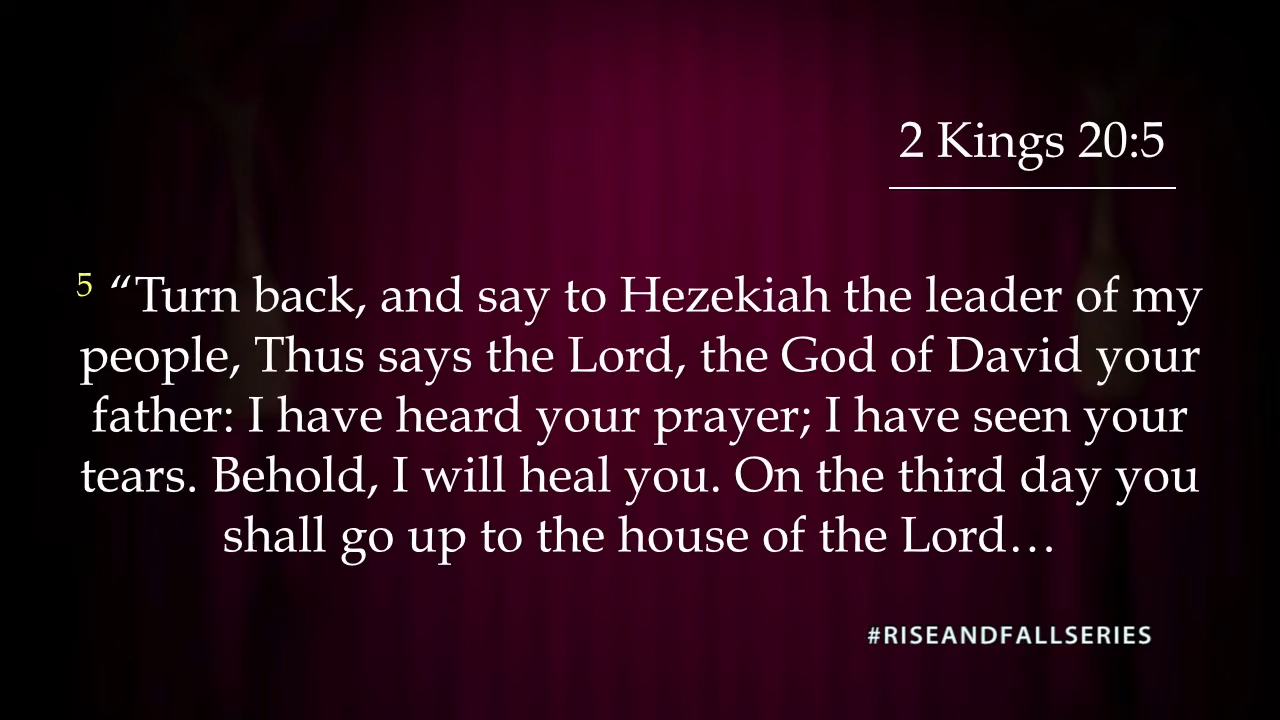 2 Kings 20:5
5 “Turn back, and say to Hezekiah the leader of my
people, Thus says the Lord, the God of David your
father: I have heard your prayer; I have seen your
tears. Behold, I will heal you. On the third day you
shall go up to the house of the Lord…
#RISEANDFALLSERIES